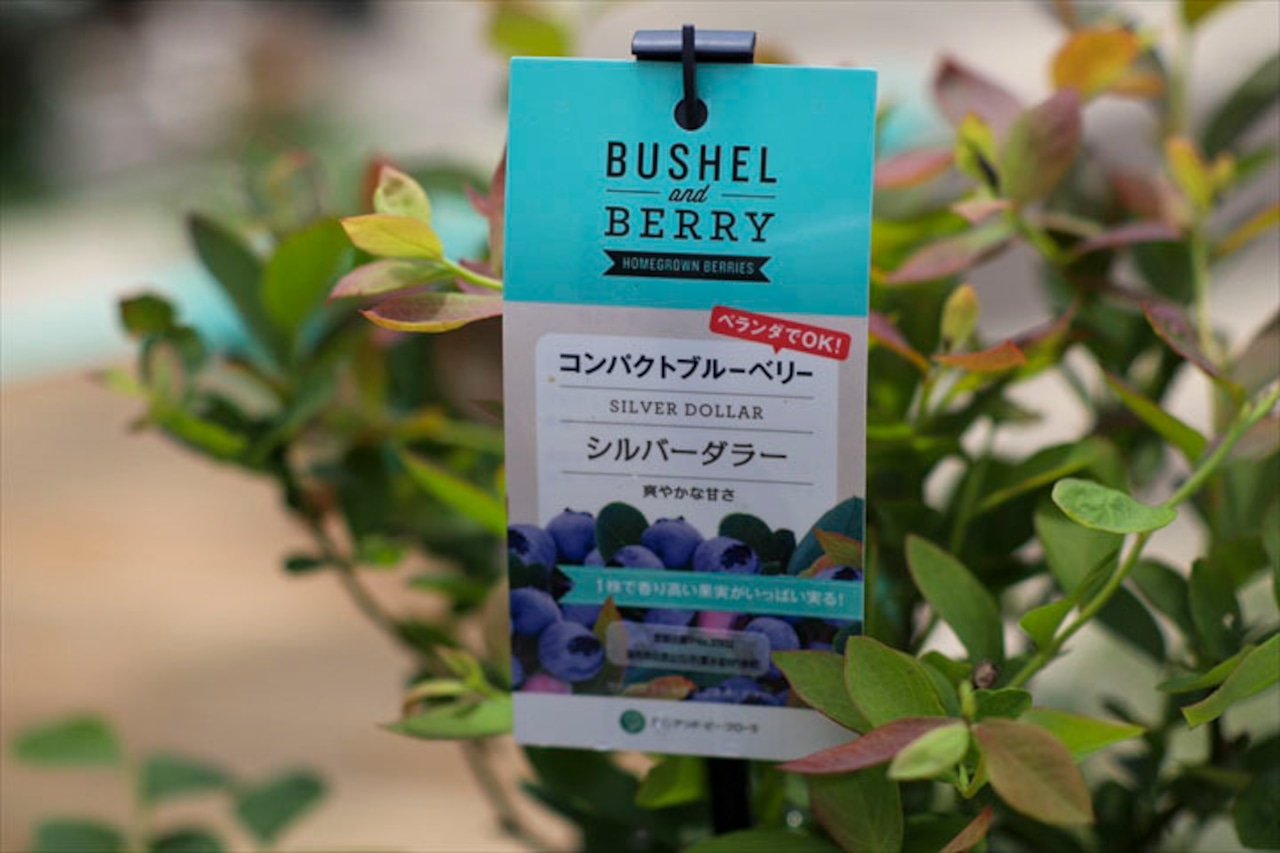 BUSHEL
and
BERRY
HOMEGROWN BERRIES
ベランダでOK!
コンパクトブルーベリー
SILVER DOLLAR
シルバーダラー
爽やかな甘さ
1株で香り高い果実がいっぱい実る!